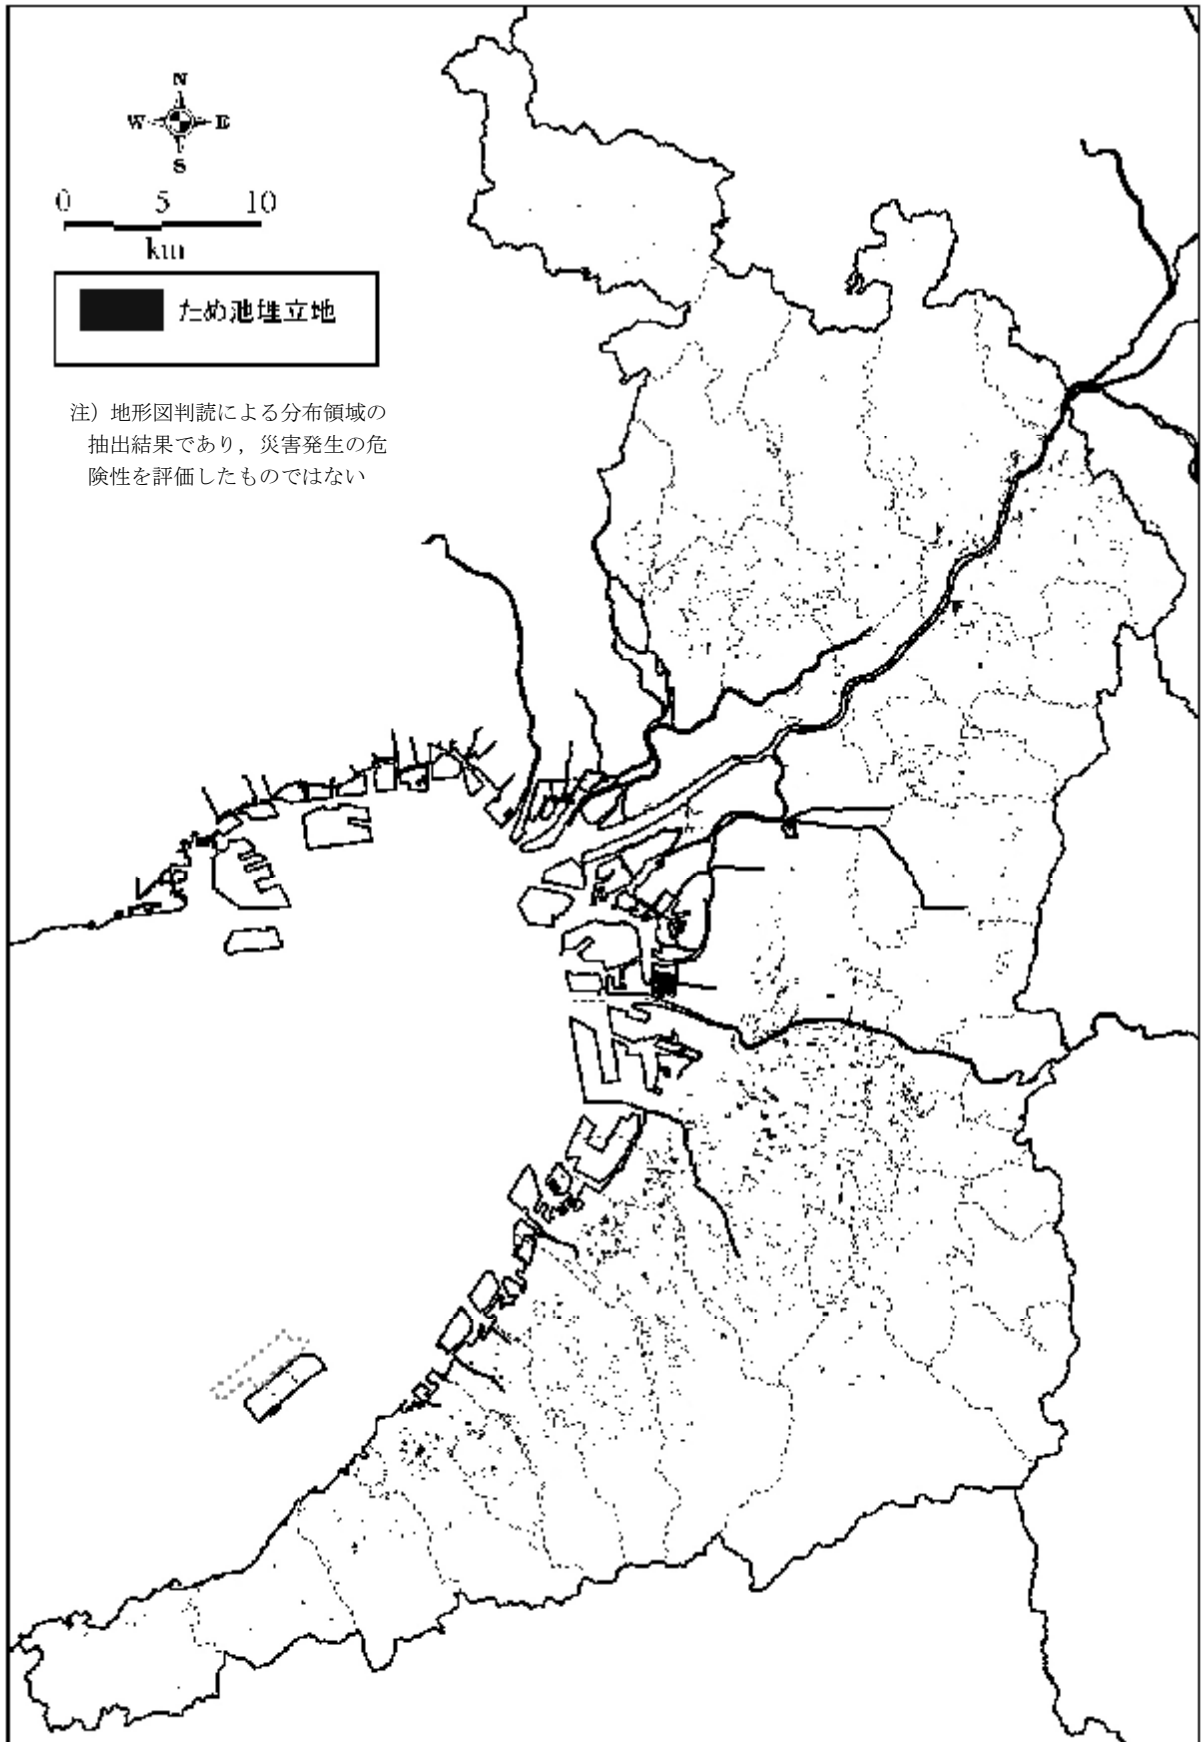 N
W E
S
0 5 10
km
ため池埋立地
注）地形図判読による分布領域の
抽出結果であり，災害発生の危
険性を評価したものではない